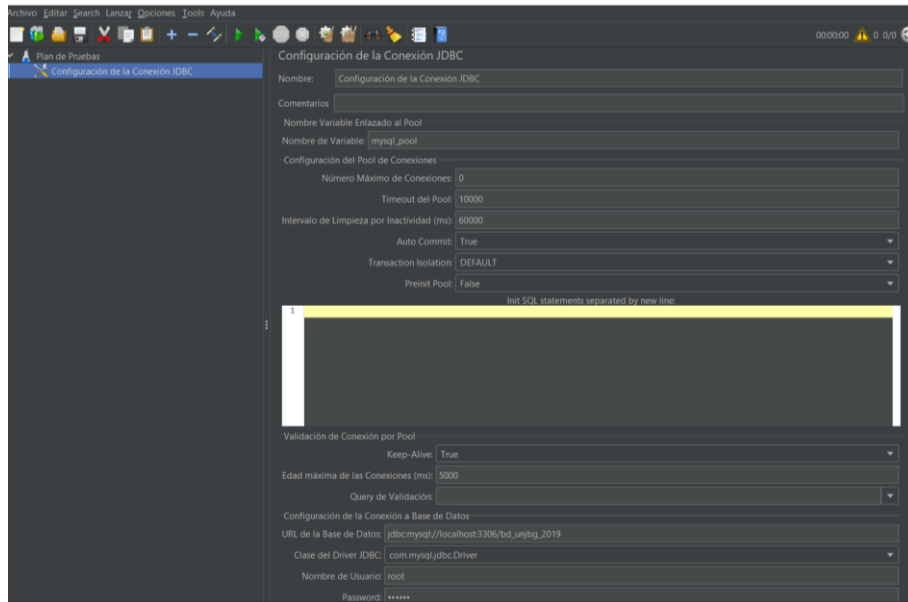 Archivo Editar Search Lanzar Opciones Tools Ayuda
00:00:00 0 0/0
Plan de Pruebas
Configuración de la Conexión JDBC
Configuración de la Conexión JDBC
Nombre: Configuración de la Conexión JDBC
Comentarios
Nombre Variable Enlazado al Pool
Nombre de Variable: mysql_pool
Configuración del Pool de Conexiones
Número Máximo de Conexiones: 0
Timeout del Pool: 10000
Intervalo de Limpieza por Inactividad (ms): 60000
Auto Commit: True
Transaction Isolation: DEFAULT
Preinit Pool: False
Init SQL statements separated by new line:
1
Validación de Conexión por Pool
Keep-Alive: True
Edad máxima de las Conexiones (ms): 5000
Query de Validación:
Configuración de la Conexión a Base de Datos
URL de la Base de Datos: jdbc:mysql://localhost:3306/bd_unjbg_2019
Clase del Driver JDBC: com.mysql.jdbc.Driver
Nombre de Usuario: root
Password: ••••••